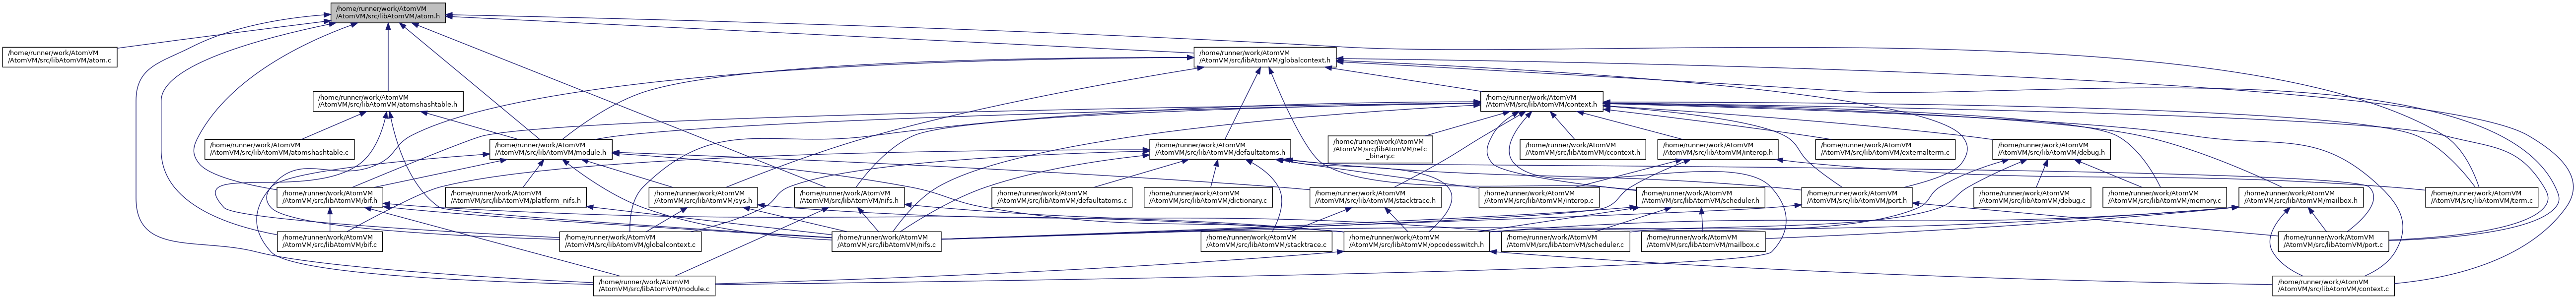 /home/runner/work/AtomVM
/AtomVM/src/libAtomVM/atom.h
/home/runner/work/AtomVM
/AtomVM/src/libAtomVM/atom.c
/home/runner/work/AtomVM
/AtomVM/src/libAtomVM/globalcontext.h
/home/runner/work/AtomVM
/AtomVM/src/libAtomVM/atomshashtable.h
/home/runner/work/AtomVM
/AtomVM/src/libAtomVM/context.h
/home/runner/work/AtomVM
/AtomVM/src/libAtomVM/atomshashtable.c
/home/runner/work/AtomVM
/AtomVM/src/libAtomVM/module.h
/home/runner/work/AtomVM
/AtomVM/src/libAtomVM/defaultatoms.h
/home/runner/work/AtomVM
/AtomVM/src/libAtomVM/refc
_binary.c
/home/runner/work/AtomVM
/AtomVM/src/libAtomVM/ccontext.h
/home/runner/work/AtomVM
/AtomVM/src/libAtomVM/interop.h
/home/runner/work/AtomVM
/AtomVM/src/libAtomVM/externalterm.c
/home/runner/work/AtomVM
/AtomVM/src/libAtomVM/debug.h
/home/runner/work/AtomVM
/AtomVM/src/libAtomVM/bif.h
/home/runner/work/AtomVM
/AtomVM/src/libAtomVM/platform_nifs.h
/home/runner/work/AtomVM
/AtomVM/src/libAtomVM/sys.h
/home/runner/work/AtomVM
/AtomVM/src/libAtomVM/nifs.h
/home/runner/work/AtomVM
/AtomVM/src/libAtomVM/defaultatoms.c
/home/runner/work/AtomVM
/AtomVM/src/libAtomVM/dictionary.c
/home/runner/work/AtomVM
/AtomVM/src/libAtomVM/stacktrace.h
/home/runner/work/AtomVM
/AtomVM/src/libAtomVM/interop.c
/home/runner/work/AtomVM
/AtomVM/src/libAtomVM/scheduler.h
/home/runner/work/AtomVM
/AtomVM/src/libAtomVM/port.h
/home/runner/work/AtomVM
/AtomVM/src/libAtomVM/debug.c
/home/runner/work/AtomVM
/AtomVM/src/libAtomVM/memory.c
/home/runner/work/AtomVM
/AtomVM/src/libAtomVM/mailbox.h
/home/runner/work/AtomVM
/AtomVM/src/libAtomVM/term.c
/home/runner/work/AtomVM
/AtomVM/src/libAtomVM/bif.c
/home/runner/work/AtomVM
/AtomVM/src/libAtomVM/globalcontext.c
/home/runner/work/AtomVM
/AtomVM/src/libAtomVM/nifs.c
/home/runner/work/AtomVM
/AtomVM/src/libAtomVM/stacktrace.c
/home/runner/work/AtomVM
/AtomVM/src/libAtomVM/opcodesswitch.h
/home/runner/work/AtomVM
/AtomVM/src/libAtomVM/scheduler.c
/home/runner/work/AtomVM
/AtomVM/src/libAtomVM/mailbox.c
/home/runner/work/AtomVM
/AtomVM/src/libAtomVM/port.c
/home/runner/work/AtomVM
/AtomVM/src/libAtomVM/module.c
/home/runner/work/AtomVM
/AtomVM/src/libAtomVM/context.c